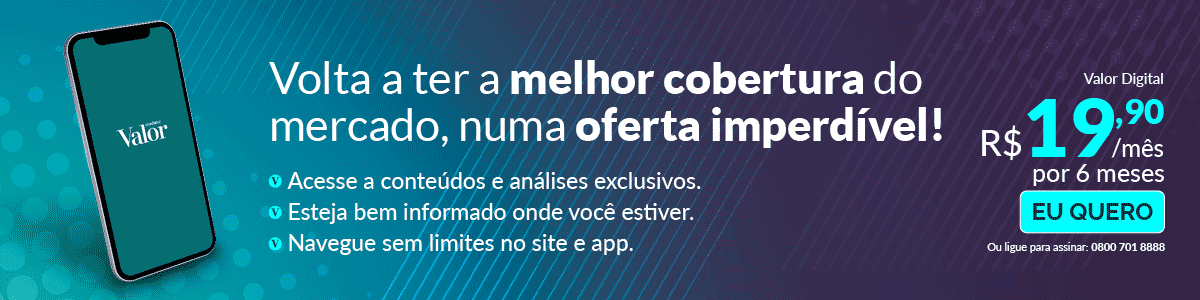 Valor
Volta a ter a melhor cobertura do
mercado, numa oferta imperdível!
V Acesse a conteúdos e análises exclusivos.
V Esteja bem informado onde você estiver.
V Navegue sem limites no site e app.
Valor Digital
R$ 19,90
/mês
por 6 meses
EU QUERO
Ou ligue para assinar: 0800 701 8888